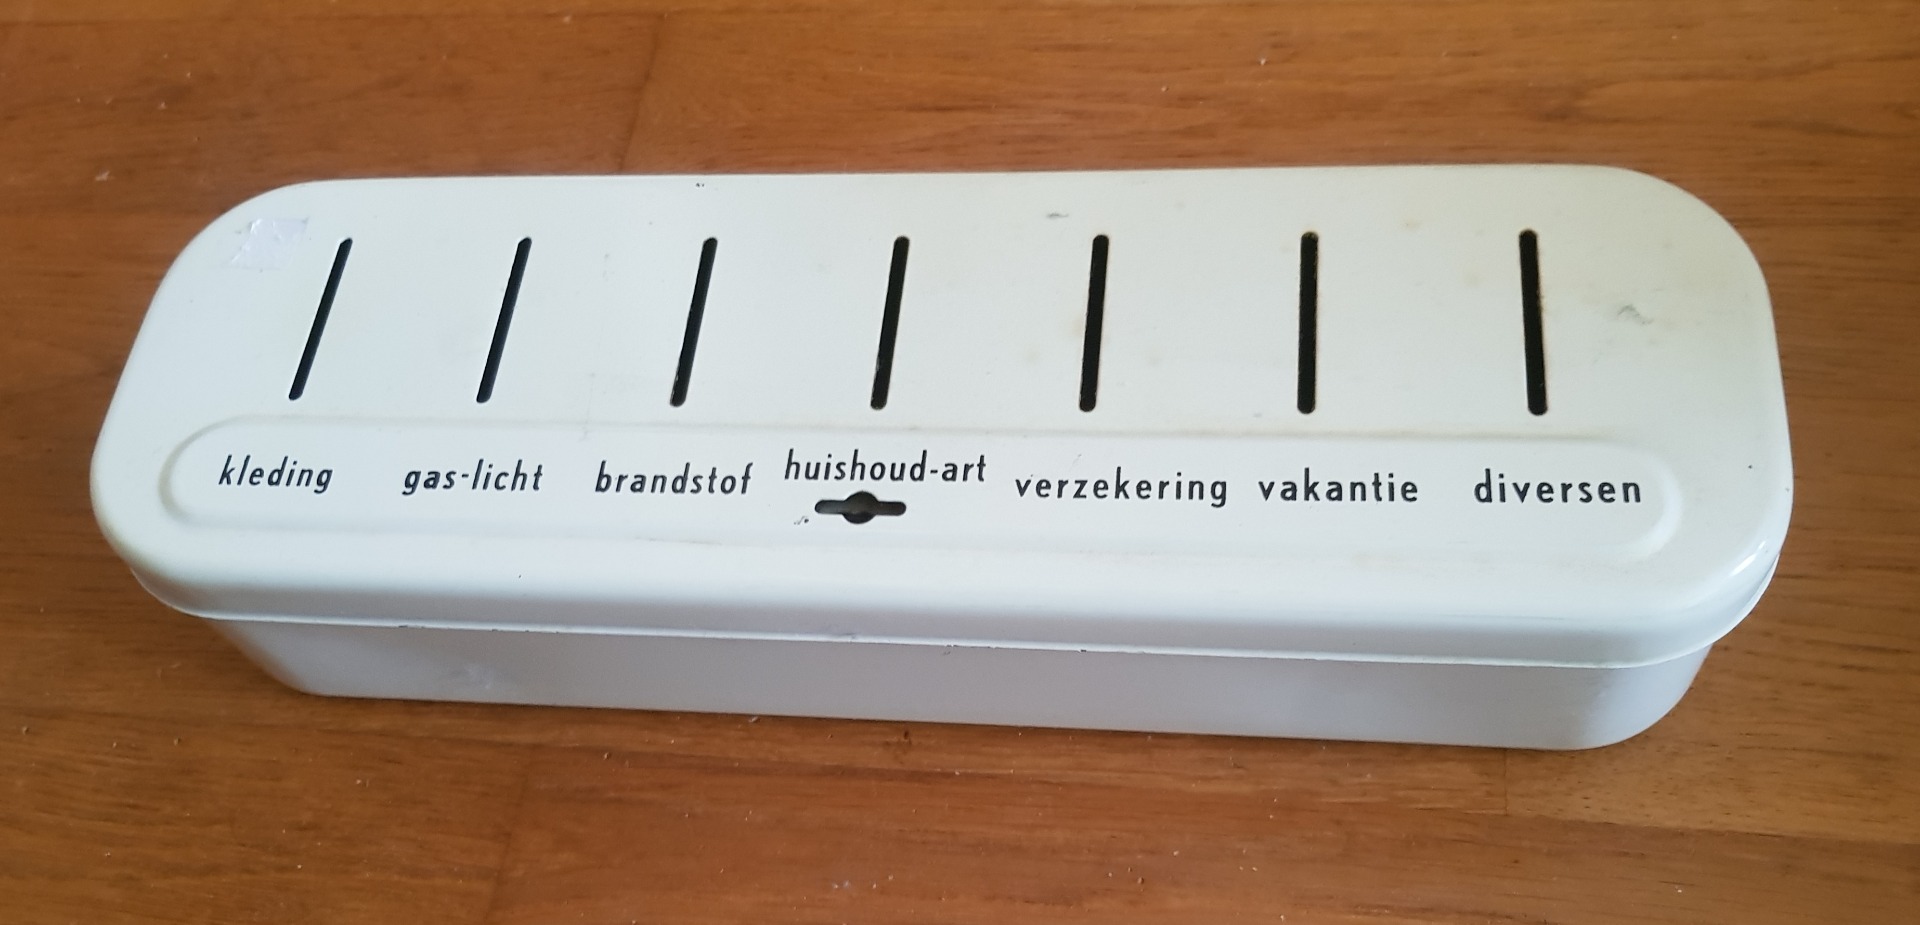 kleding gas-licht brandstof huishoud-art verzekering vakantie diversen